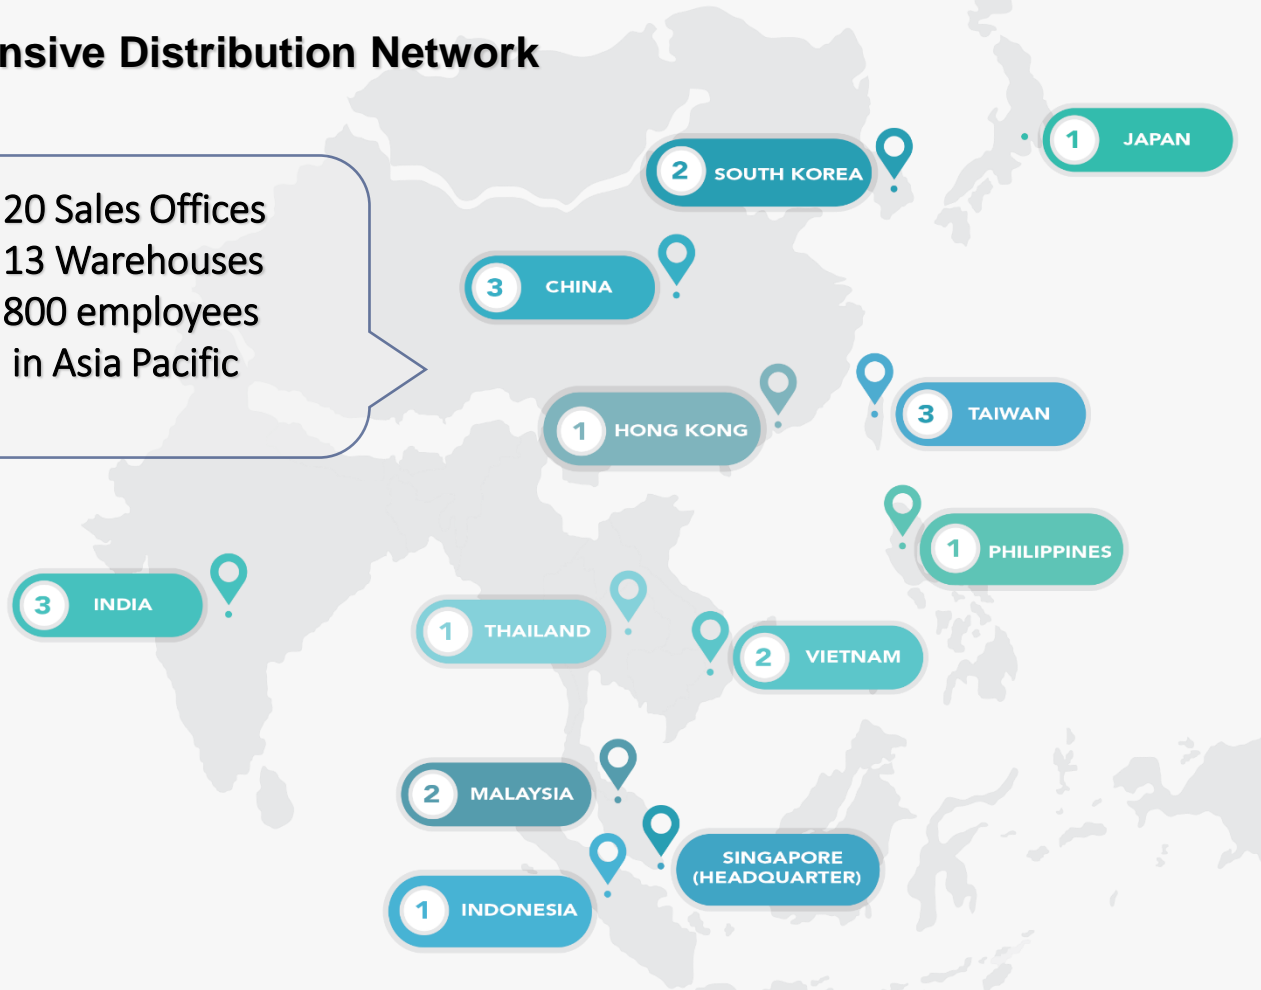 nsive Distribution Network
20 Sales Offices
13 Warehouses
800 employees
in Asia Pacific
1 JAPAN
2 SOUTH KOREA
3 CHINA
3 TAIWAN
1 HONG KONG
1 PHILIPPINES
3 INDIA
1 THAILAND
2 VIETNAM
2 MALAYSIA
SINGAPORE
(HEADQUARTER)
1 INDONESIA